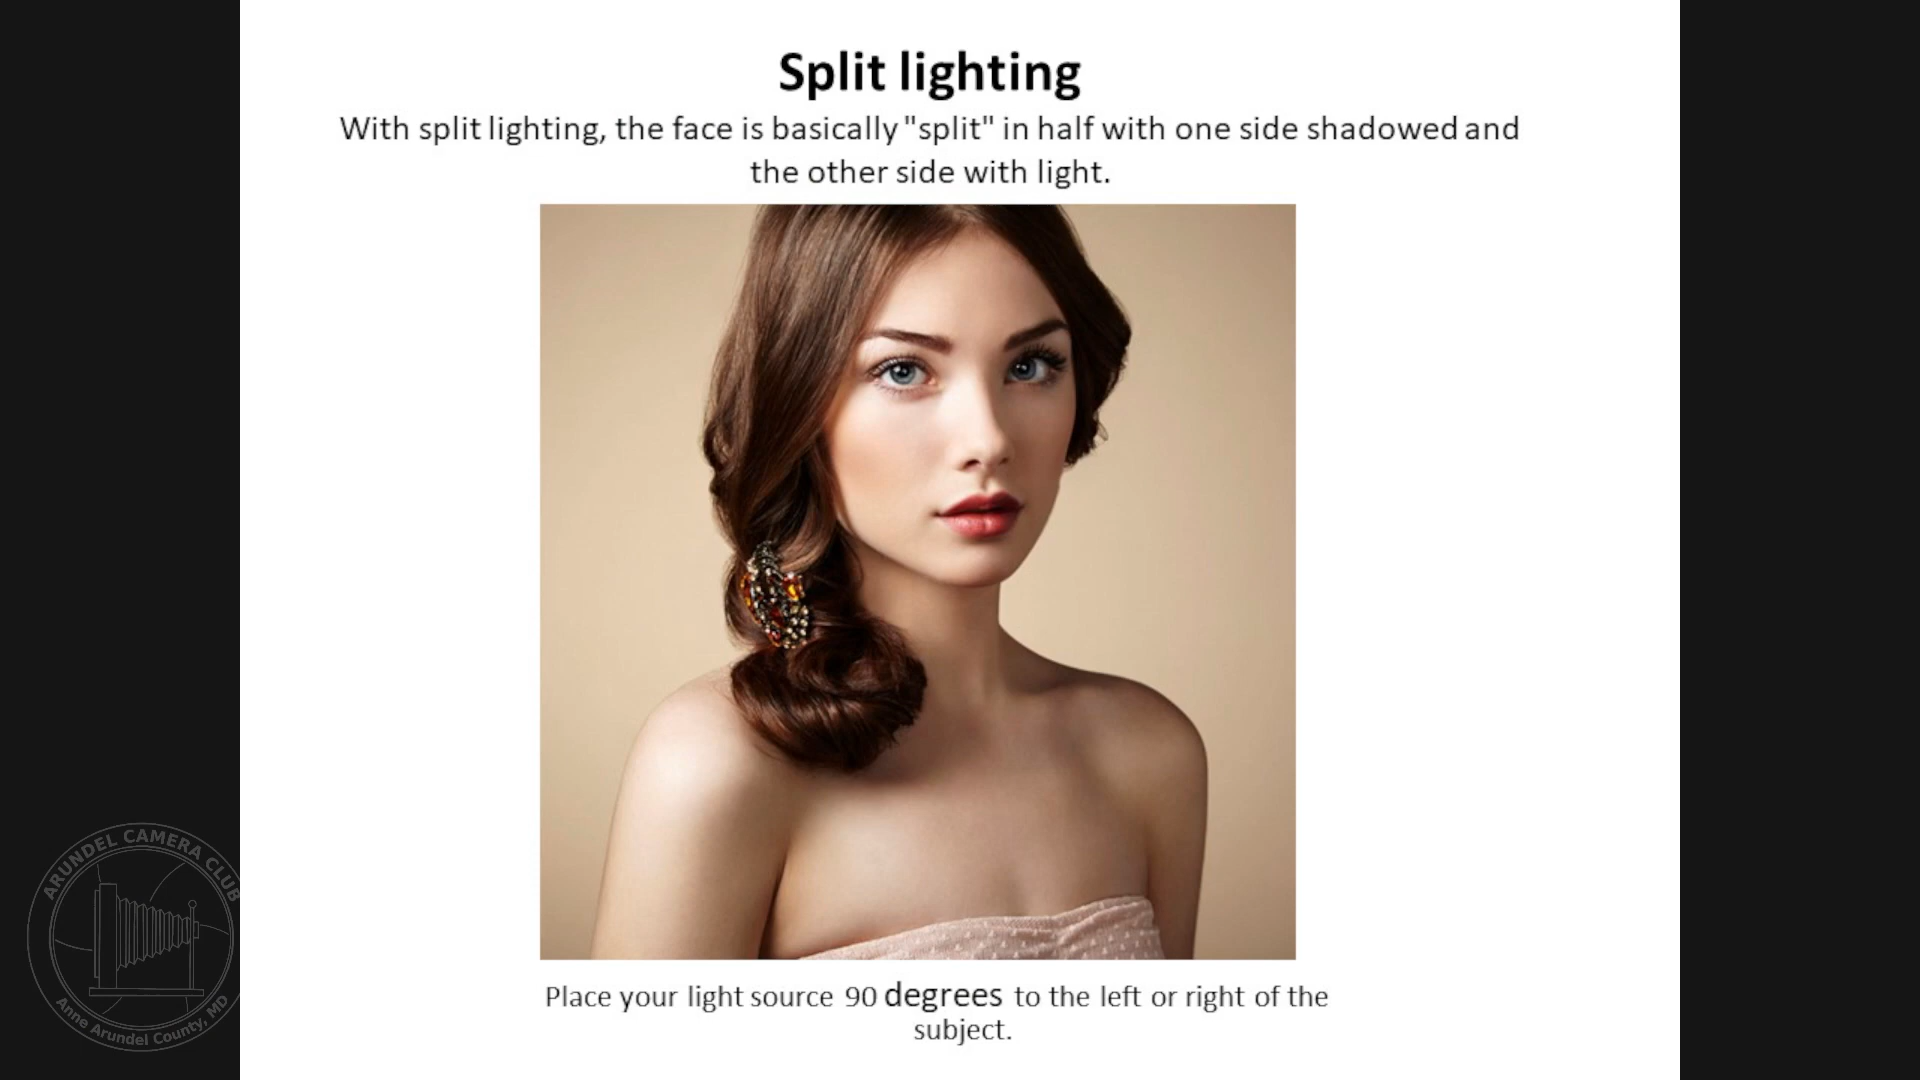 Split lighting
With split lighting, the face is basically "split" in half with one side shadowed and
the other side with light.
Place your light source 90 degrees to the left or right of the
subject.
ARUNDEL CAMERA CLUB
Anne Arundel County, MD